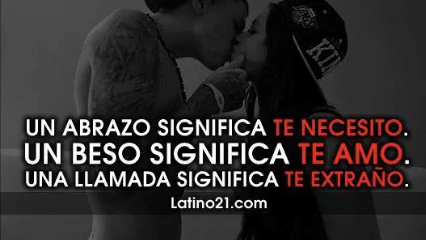 UN ABRAZO SIGNIFICA TE NECESITO.
UN BESO SIGNIFICA TE AMO.
UNA LLAMADA SIGNIFICA TE EXTRAÑO.
Latino21.com